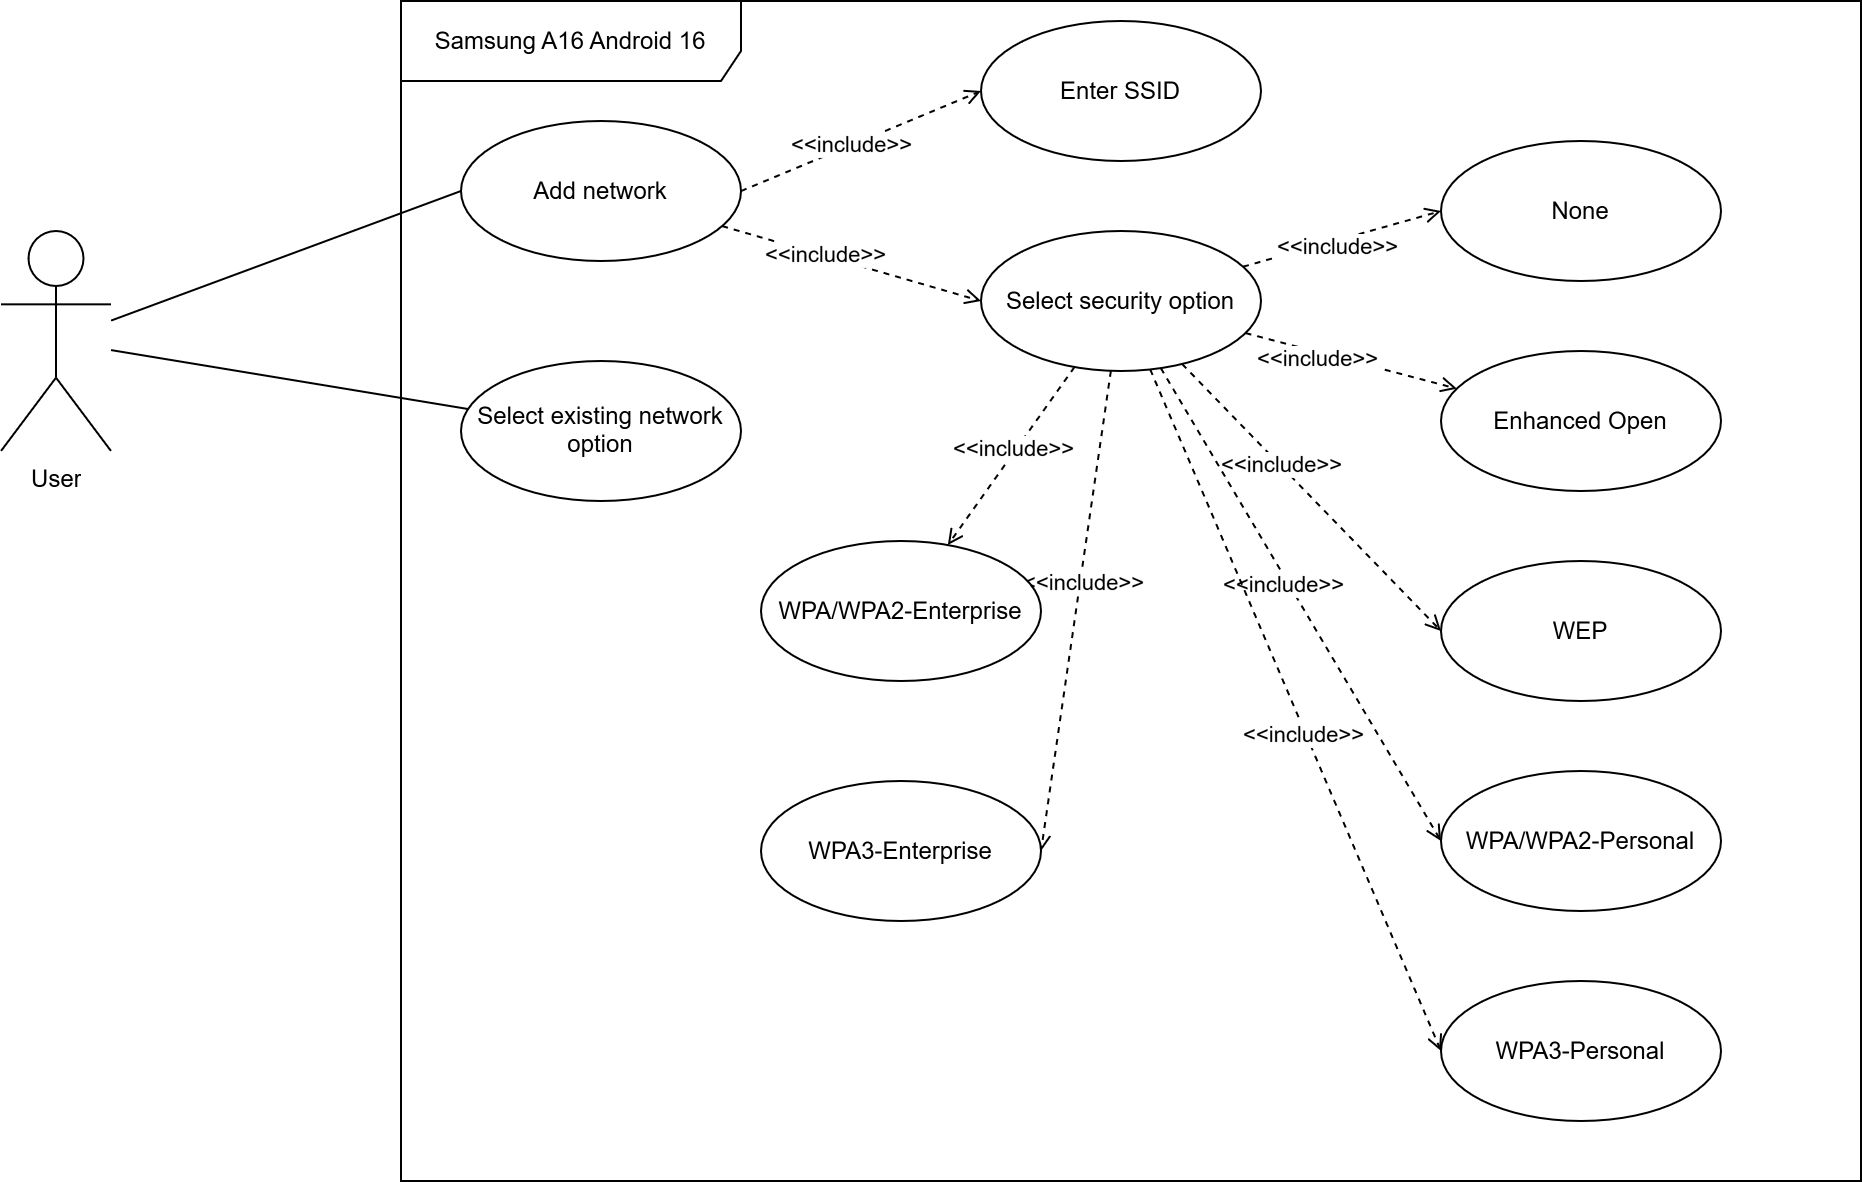 Samsung A16 Android 16
Enter SSID
<<include>>
Add network
None
<<include>>
<<include>>
Select security option
<<include>>
Enhanced Open
Select existing network
option
<<include>>
<<include>>
User
<<include>>
<<include>>
WPA/WPA2-Enterprise
WEP
<<include>>
<<include>>
WPA3-Enterprise
WPA/WPA2-Personal
WPA3-Personal